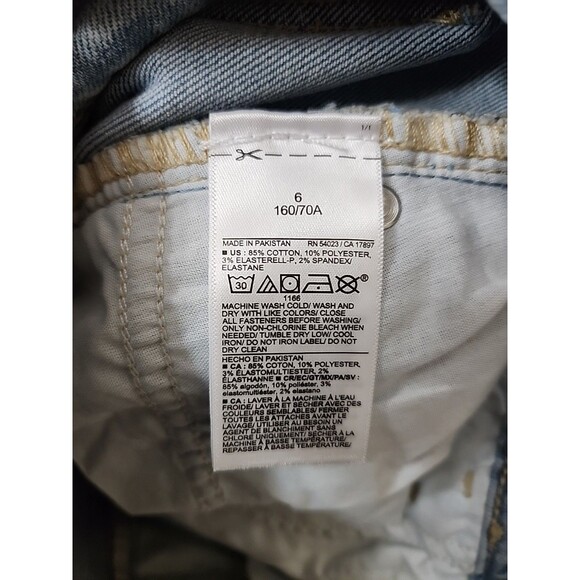 1/1
6
160/70A
MADE IN PAKISTAN RN 54023 / CA 17897
■ US : 85% COTTON, 10% POLYESTER,
3% ELASTERELL-P, 2% SPANDEX/
ELASTANE
30 ®
1166
MACHINE WASH COLD/ WASH AND
DRY WITH LIKE COLORS/ CLOSE
ALL FASTENERS BEFORE WASHING/
ONLY NON-CHLORINE BLEACH WHEN
NEEDED/ TUMBLE DRY LOW/ COOL
IRON/ DO NOT IRON LABEL/ DO NOT
DRY CLEAN
HECHO EN PAKISTAN
■ CA : 85% COTON, 10% POLYESTER,
3% ÉLASTOMULTIESTER, 2%
ÉLASTHANNE ■ CR/EC/GT/MX/PA/SV :
85% algodón, 10% poliéster, 3%
elastomultiester, 2% elastano
■ CA : LAVER À LA MACHINE À L'EAU
FROIDE/ LAVER ET SÉCHER AVEC DES
COULEURS SEMBLABLES/ FERMER
TOUTES LES ATTACHES AVANT LE
LAVAGE/ UTILISER AU BESOIN UN
AGENT DE BLANCHIMENT SANS
CHLORE UNIQUEMENT/ SÉCHER EN
MACHINE À BASSE TEMPÉRATURE/
REPASSER À BASSE TEMPÉRATURE/